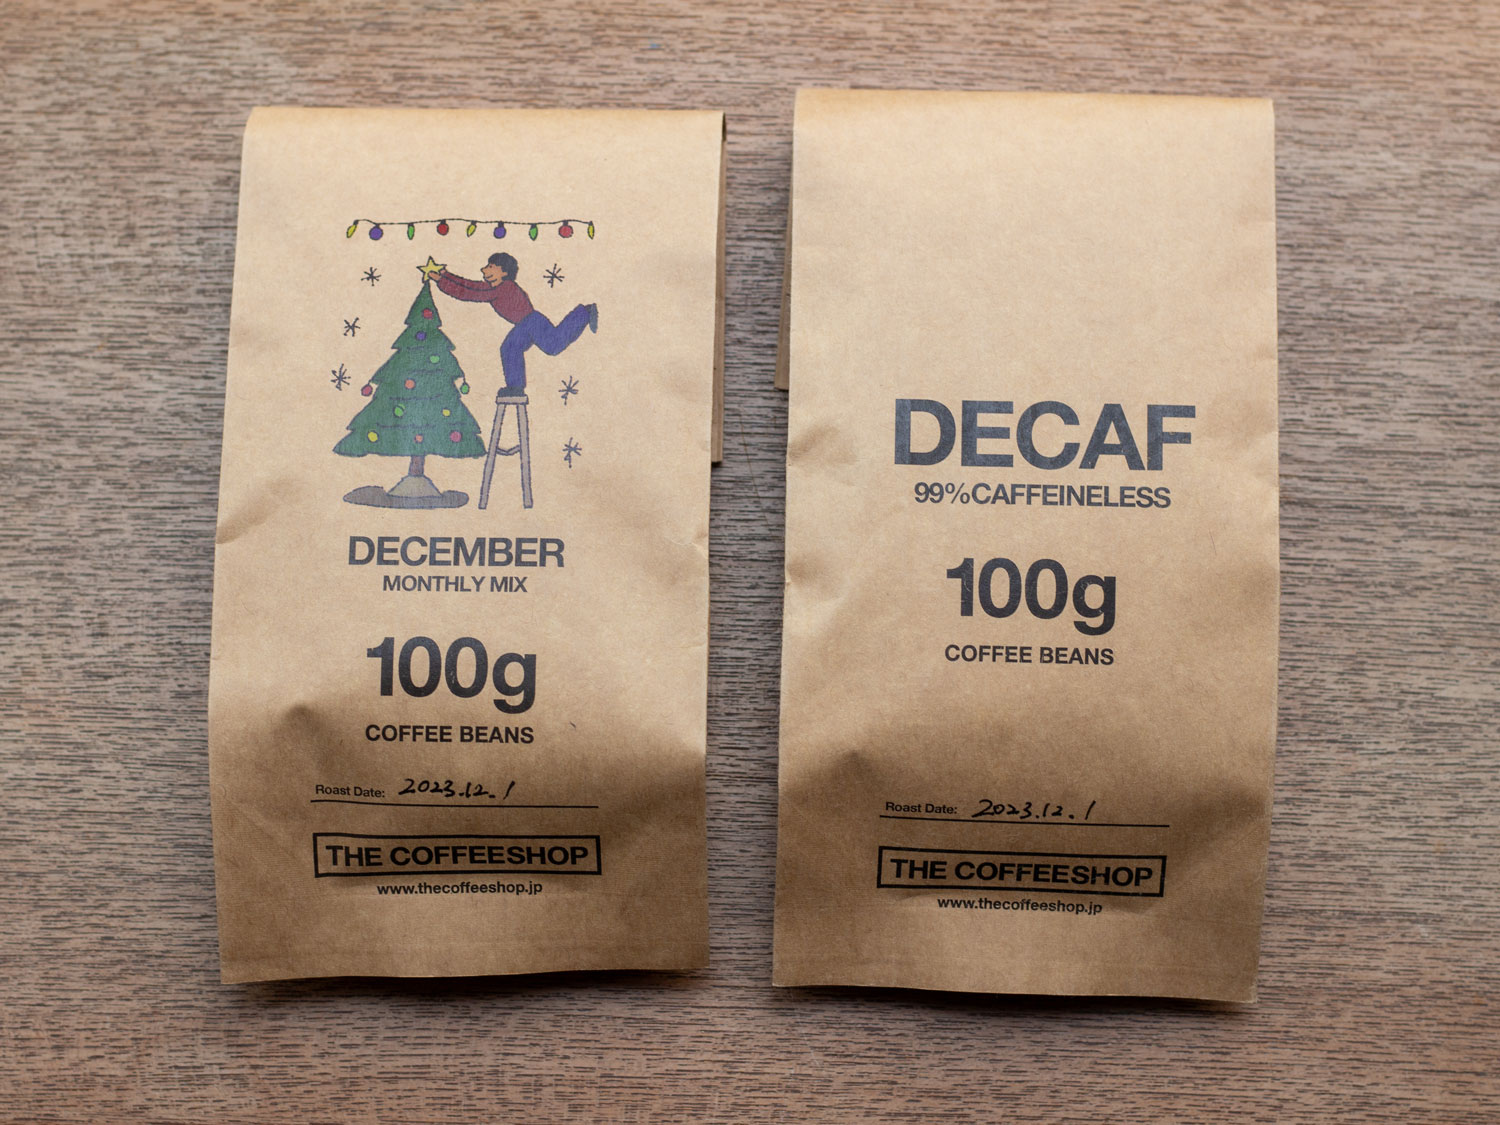 DECEMBER
MONTHLY MIX
100g
COFFEE BEANS
Roast Date: 2023.12.1
THE COFFEESHOP
www.thecoffeeshop.jp
DECAF
99%CAFFEINELESS
100g
COFFEE BEANS
Roast Date: 2023.12.1
THE COFFEESHOP
www.thecoffeeshop.jp